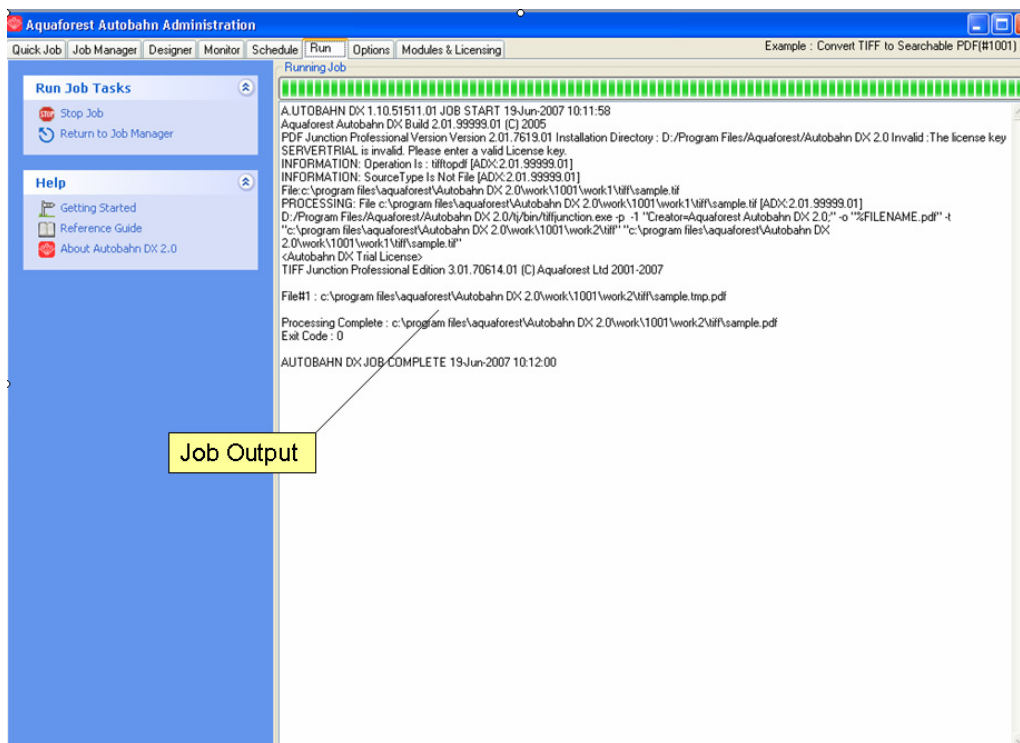 Aquaforest Autobahn Administration
Quick Job Job Manager Designer Monitor Schedule Run Options Modules & Licensing
Example : Convert TIFF to Searchable PDF(#1001)
Run Job Tasks
Stop Job
Return to Job Manager
Help
Getting Started
Reference Guide
About Autobahn DX 2.0
Running Job
A.UTOBAHN DX 1.10.51511.01 JOB START 19-Jun-2007 10:11:58
Aquaforest Autobahn DX Build 2.01.99999.01 (C) 2005
PDF Junction Professional Version Version 2.01.7619.01 Installation Directory : D:/Program Files/Aquaforest/Autobahn DX 2.0 Invalid :The license key
SERVERTRIAL is invalid. Please enter a valid License key.
INFORMATION: Operation Is : tifftopdf [ADX:2.01.99999.01]
INFORMATION: SourceType Is Not File [ADX:2.01.99999.01]
File:c:\program files\aquaforest\Autobahn DX 2.0\work\1001\work1\tiff\sample.tif
PROCESSING: File c:\program files\aquaforest\Autobahn DX 2.0\work\1001\work1\tiff\sample.tif [ADX:2.01.99999.01]
D:/Program Files/Aquaforest/Autobahn DX 2.0/tj/bin/tiffjunction.exe -p -1 "Creator=Aquaforest Autobahn DX 2.0;" -o "%FILENAME.pdf" -t
"c:\program files\aquaforest\Autobahn DX 2.0\work\1001\work2\tiff" "c:\program files\aquaforest\Autobahn DX
2.0\work\1001\work1\tiff\sample.tif"
<Autobahn DX Trial License>
TIFF Junction Professional Edition 3.01.70614.01 (C) Aquaforest Ltd 2001-2007
File#1 : c:\program files\aquaforest\Autobahn DX 2.0\work\1001\work2\tiff\sample.tmp.pdf
Processing Complete : c:\program files\aquaforest\Autobahn DX 2.0\work\1001\work2\tiff\sample.pdf
Exit Code : 0
AUTOBAHN DX JOB COMPLETE 19-Jun-2007 10:12:00
Job Output